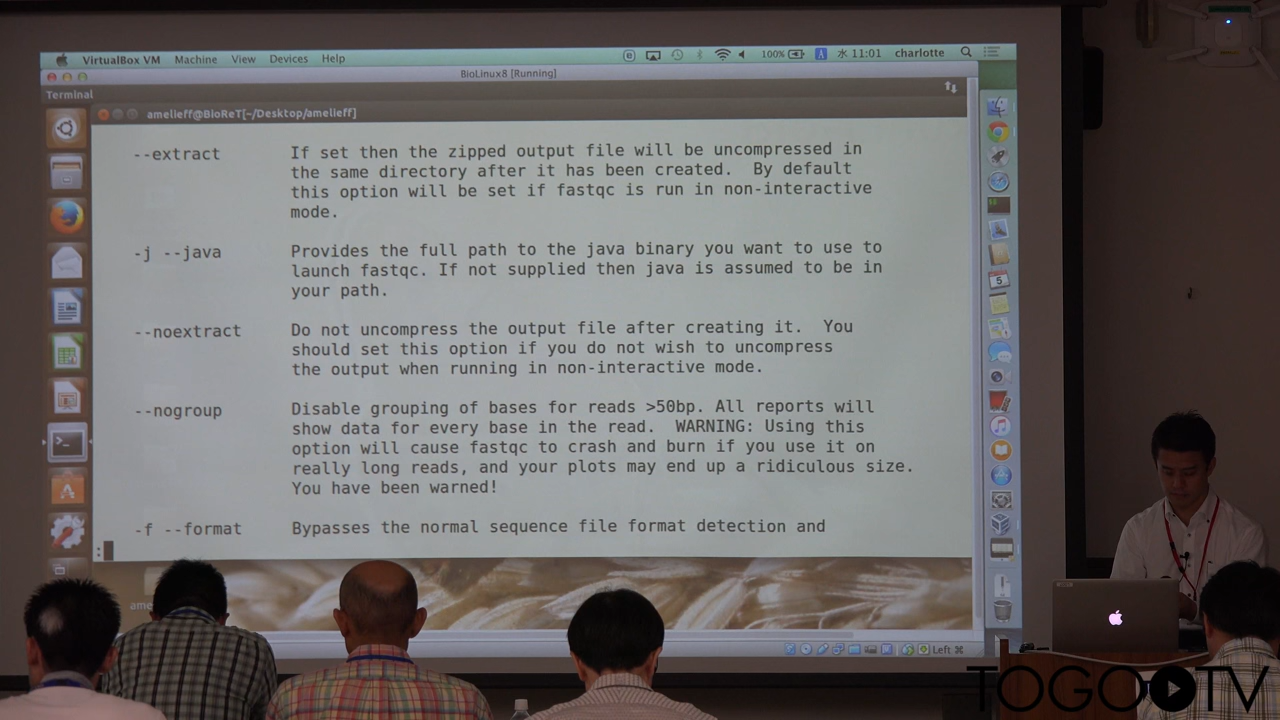 VirtualBox VM Machine View Devices Help 100% A 水 11:01 charlotte
BioLinux8 [Running]
Terminal
amelieff@BioReT[~/Desktop/amelieff]
--extract If set then the zipped output file will be uncompressed in
the same directory after it has been created. By default
this option will be set if fastqc is run in non-interactive
mode.
-j --java Provides the full path to the java binary you want to use to
launch fastqc. If not supplied then java is assumed to be in
your path.
--noextract Do not uncompress the output file after creating it. You
should set this option if you do not wish to uncompress
the output when running in non-interactive mode.
--nogroup Disable grouping of bases for reads >50bp. All reports will
show data for every base in the read. WARNING: Using this
option will cause fastqc to crash and burn if you use it on
really long reads, and your plots may end up a ridiculous size.
You have been warned!
-f --format Bypasses the normal sequence file format detection and
:
ame
5
Left ⌘
TOGO TV